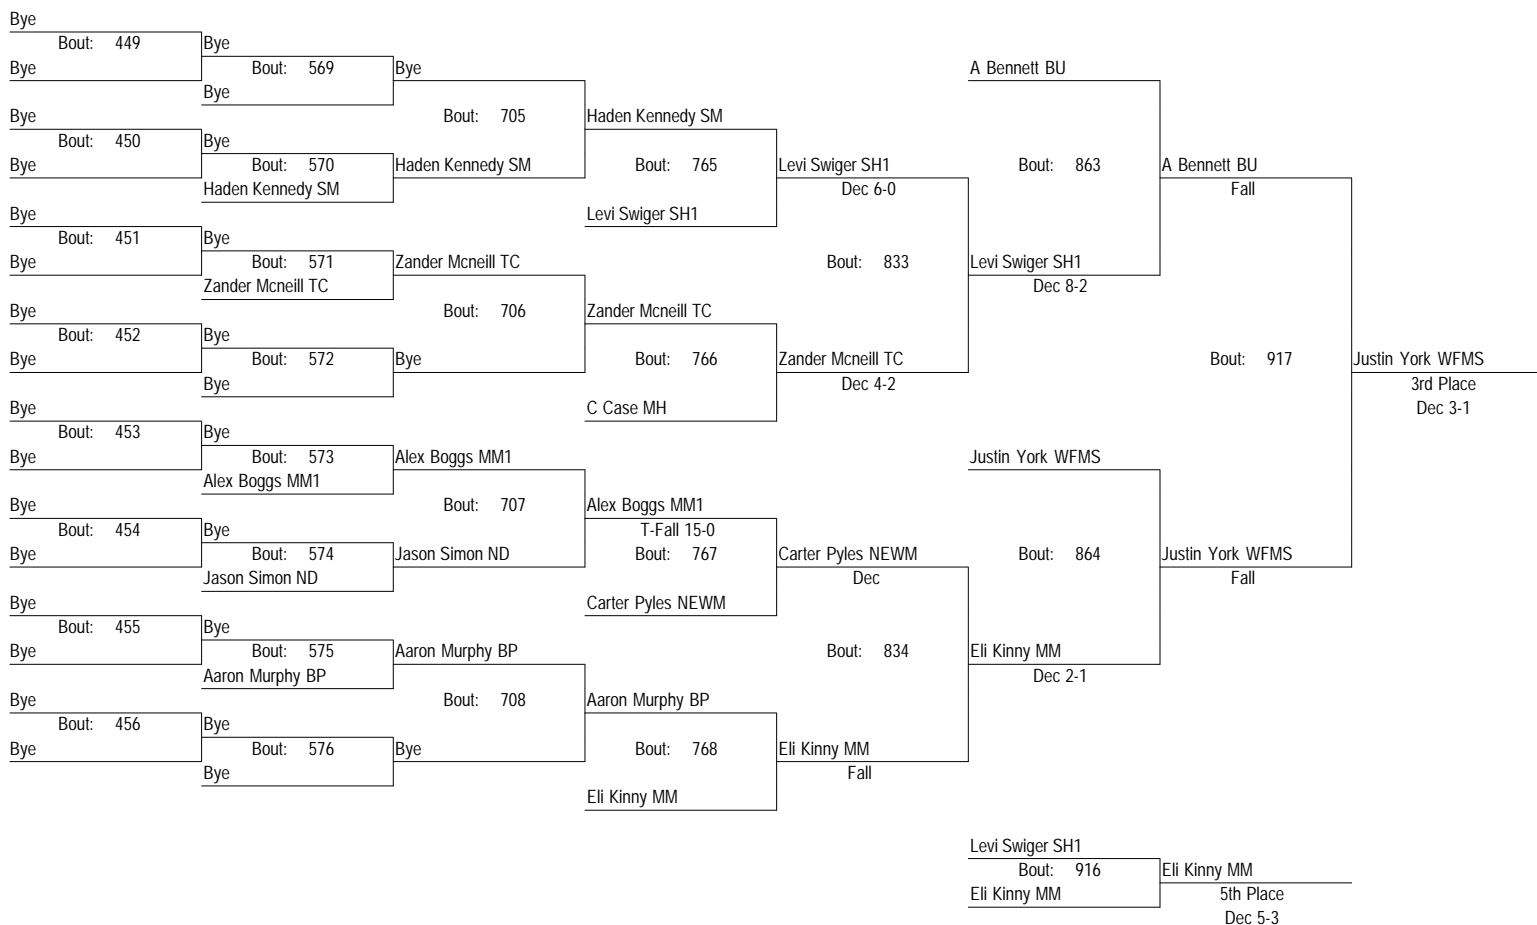 Bye
Bout: 449 Bye
Bye Bout: 569 Bye A Bennett BU
Bye
Bye Bout: 705 Haden Kennedy SM
Bout: 450 Bye
Bye Bout: 570 Haden Kennedy SM Bout: 765 Levi Swiger SH1 Bout: 863 A Bennett BU
Haden Kennedy SM Dec 6-0 Fall
Bye Levi Swiger SH1
Bout: 451 Bye
Bye Bout: 571 Zander Mcneill TC Bout: 833 Levi Swiger SH1
Zander Mcneill TC Dec 8-2
Bye Bout: 706 Zander Mcneill TC
Bout: 452 Bye
Bye Bout: 572 Bye Bout: 766 Zander Mcneill TC Bout: 917 Justin York WFMS
Bye Dec 4-2 3rd Place
Bye C Case MH Dec 3-1
Bout: 453 Bye
Bye Bout: 573 Alex Boggs MM1 Justin York WFMS
Alex Boggs MM1
Bye Bout: 707 Alex Boggs MM1
Bout: 454 Bye T-Fall 15-0
Bye Bout: 574 Jason Simon ND Bout: 767 Carter Pyles NEWM Bout: 864 Justin York WFMS
Jason Simon ND Dec Fall
Bye Carter Pyles NEWM
Bout: 455 Bye
Bye Bout: 575 Aaron Murphy BP Bout: 834 Eli Kinny MM
Aaron Murphy BP Dec 2-1
Bye Bout: 708 Aaron Murphy BP
Bout: 456 Bye
Bye Bout: 576 Bye Bout: 768 Eli Kinny MM
Bye Fall
Eli Kinny MM
Levi Swiger SH1
Bout: 916 Eli Kinny MM
Eli Kinny MM 5th Place
Dec 5-3